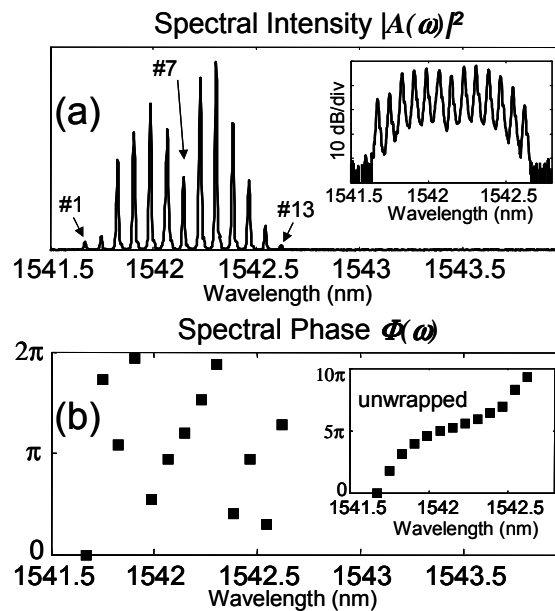 Spectral Intensity |A(ω)|²
(a)
#1
#7
#13
10 dB/div
1541.5 1542 1542.5
Wavelength (nm)
1541.5 1542 1542.5 1543 1543.5
Wavelength (nm)
Spectral Phase Φ(ω)
2π
π
0
(b)
unwrapped
10π
5π
0
1541.5 1542 1542.5
Wavelength (nm)
1541.5 1542 1542.5 1543 1543.5
Wavelength (nm)